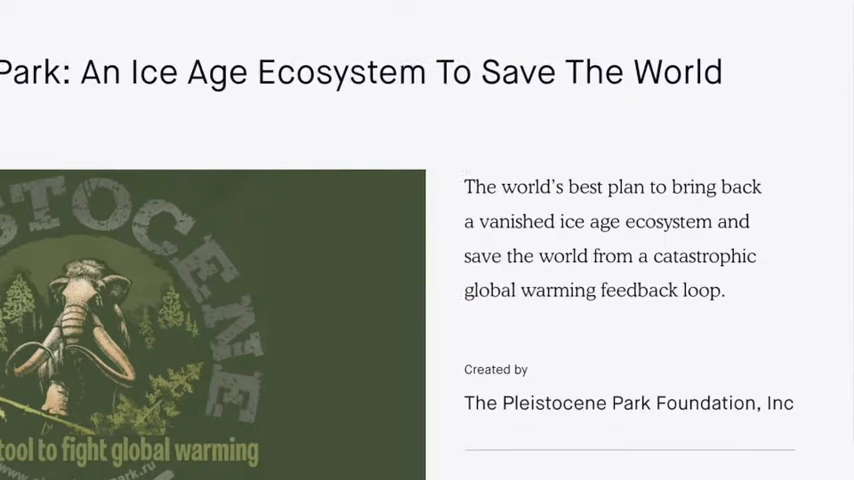 Park: An Ice Age Ecosystem To Save The World
STOCENE
tool to fight global warming
The world's best plan to bring back
a vanished ice age ecosystem and
save the world from a catastrophic
global warming feedback loop.
Created by
The Pleistocene Park Foundation, Inc